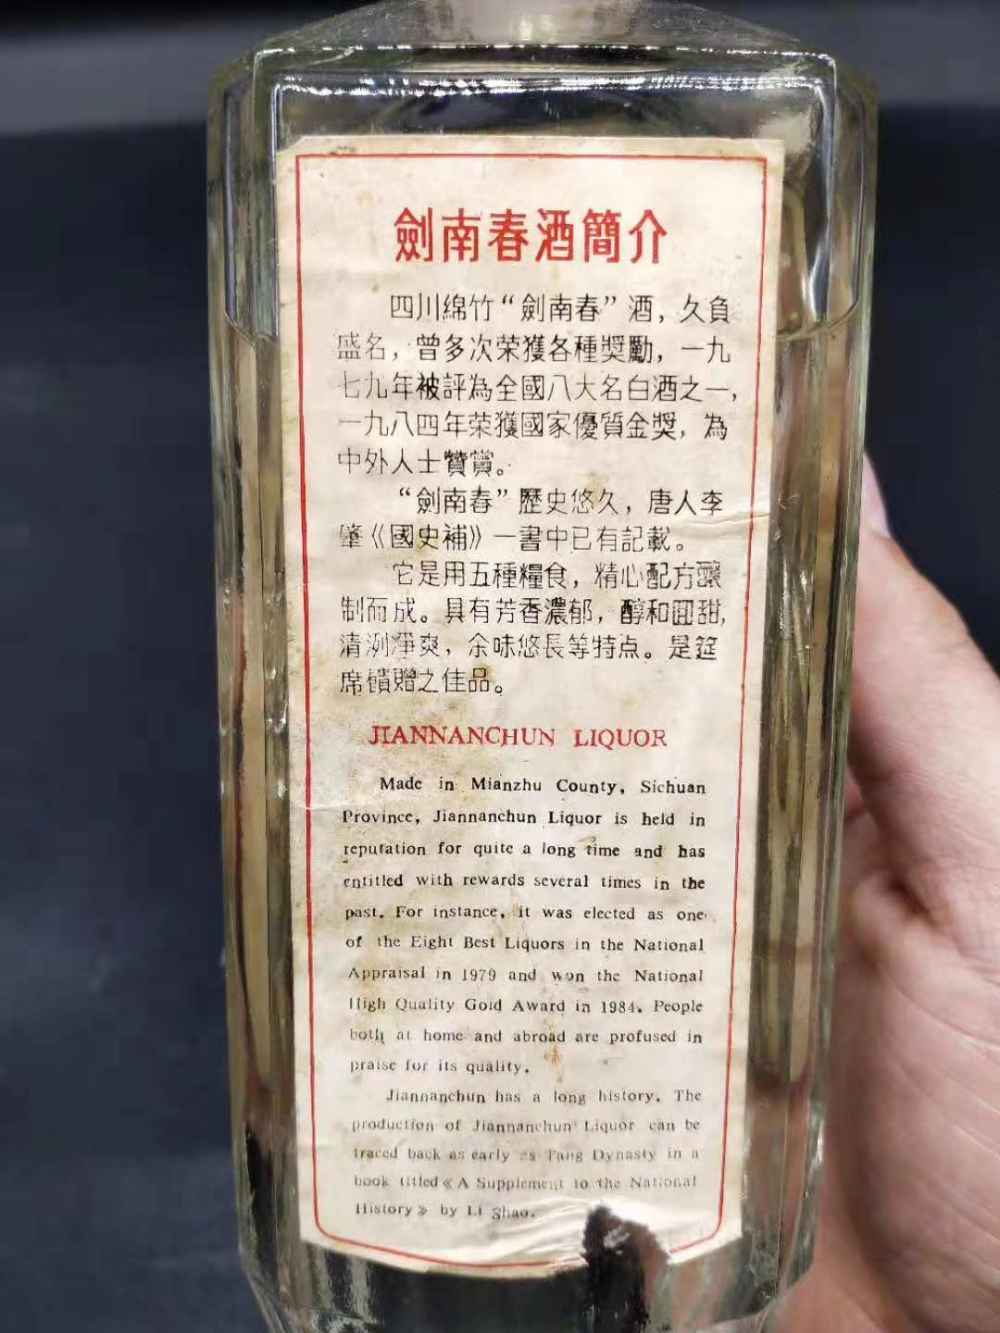 劍南春酒簡介
四川綿竹“劍南春”酒，久負
盛名，曾多次荣獲各種獎勵，一九
七九年被評為全國八大名白酒之一，
一九八四年荣獲國家優質金獎，為
中外人士贊賞。
“劍南春”歷史悠久，唐人李
肇《國史補》一書中已有記載。
它是用五種糧食，精心配方釀
制而成。具有芳香濃郁，醇和回甜，
清洌淨爽，余味悠長等特点。是筵
席饋贈之佳品。
JIANNANCHUN LIQUOR
Made in Mianzhu County, Sichuan
Province, Jiannanchun Liquor is held in
reputation for quite a long time and has
entitled with rewards several times in the
past. For instance, it was elected as one
of the Eight Best Liquors in the National
Appraisal in 1979 and won the National
High Quality Gold Award in 1984. People
both at home and abroad are profused in
praise for its quality.
Jiannanchun has a long history. The
production of Jiannanchun Liquor can be
traced back as early as Tang Dynasty in a
book titled《A Supplement to the National
History》by Li Shao.